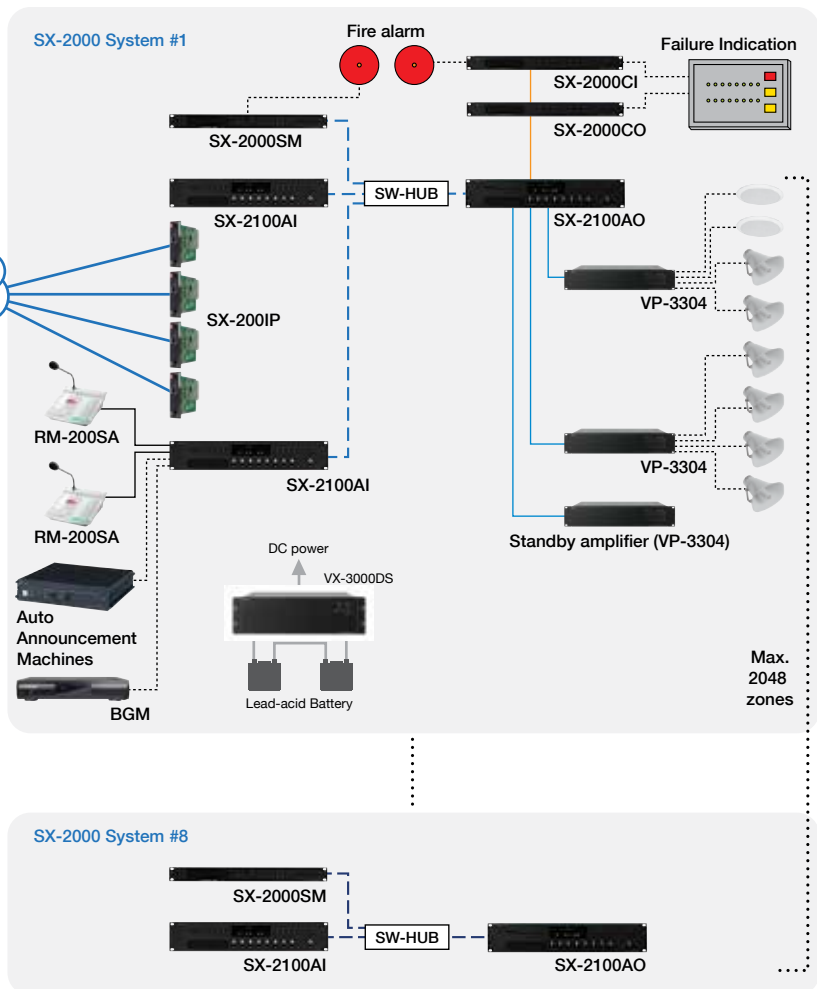 SX-2000 System #1
Fire alarm
Failure Indication
SX-2000CI
SX-2000CO
SX-2000SM
SW-HUB
SX-2100AI
SX-2100AO
VP-3304
SX-200IP
RM-200SA
VP-3304
SX-2100AI
RM-200SA
Standby amplifier (VP-3304)
DC power
VX-3000DS
Auto
Announcement
Machines
Lead-acid Battery
BGM
Max.
2048
zones
SX-2000 System #8
SX-2000SM
SW-HUB
SX-2100AI
SX-2100AO